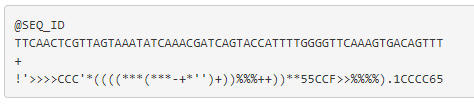 @SEQ_ID
TTCAACTCGTTAGTAAATATCAAACGATCAGTACCATTTTGGGGTTCAAAGTGACAGTTT
+
!'>>>>CCC'*((((***(***-+*'')+))%%%++))**55CCF>>%%%%).1CCCC65